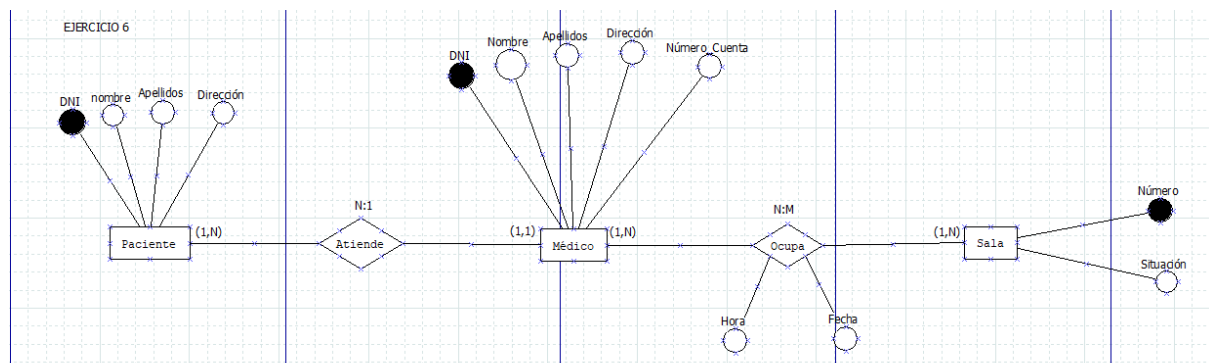 EJERCICIO 6
DNI
nombre
Apellidos
Dirección
DNI
Nombre
Apellidos
Dirección
Número_Cuenta
Paciente
(1,N)
N:1
Atiende
(1,1)
Médico
(1,N)
N:M
Ocupa
(1,N)
Sala
Número
Situación
Hora
Fecha